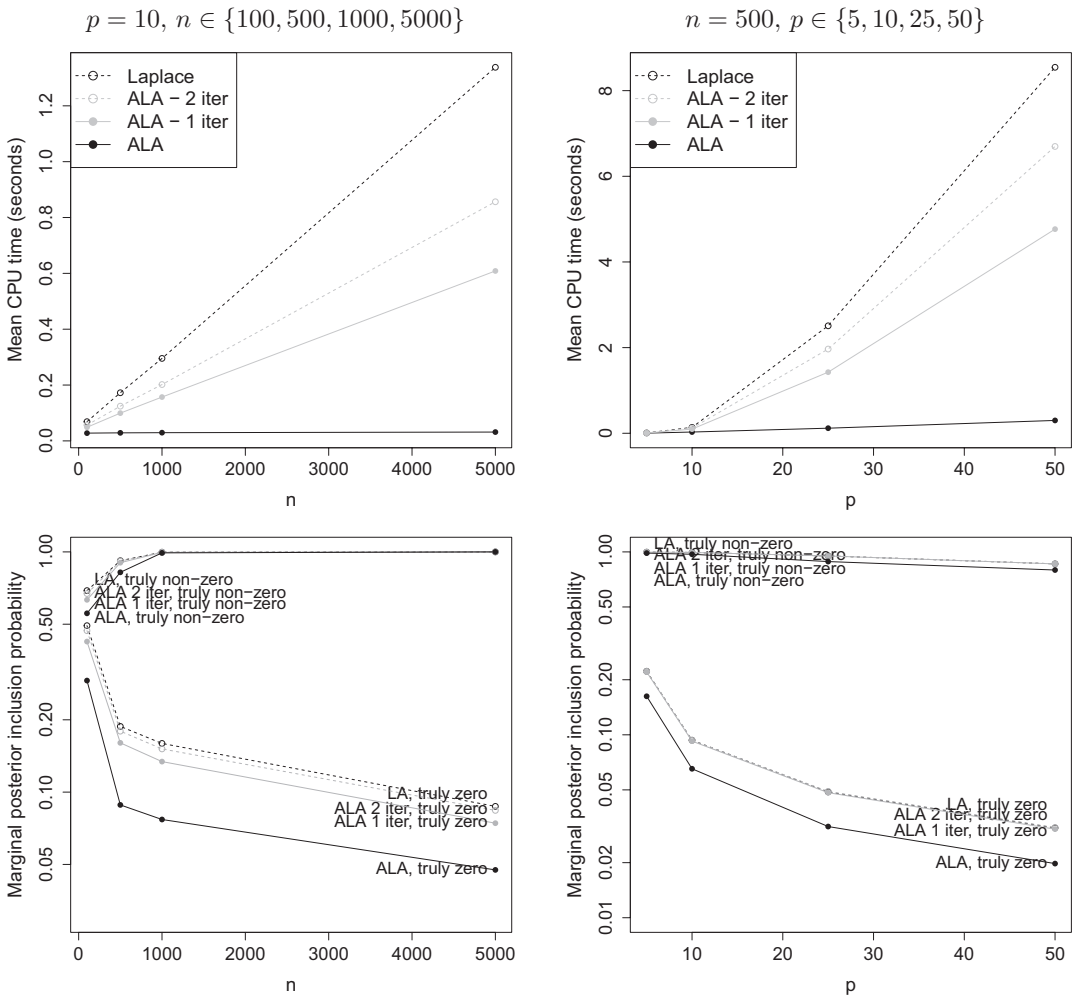 p = 10, n ∈ {100, 500, 1000, 5000}
n = 500, p ∈ {5, 10, 25, 50}
Mean CPU time (seconds)
0.0 0.2 0.4 0.6 0.8 1.0 1.2
Laplace
ALA − 2 iter
ALA − 1 iter
ALA
0 1000 2000 3000 4000 5000
n
Mean CPU time (seconds)
0 2 4 6 8
Laplace
ALA − 2 iter
ALA − 1 iter
ALA
10 20 30 40 50
p
Marginal posterior inclusion probability
0.05 0.10 0.20 0.50 1.00
LA, truly non−zero
ALA 2 iter, truly non−zero
ALA 1 iter, truly non−zero
ALA, truly non−zero
LA, truly zero
ALA 2 iter, truly zero
ALA 1 iter, truly zero
ALA, truly zero
0 1000 2000 3000 4000 5000
n
Marginal posterior inclusion probability
0.01 0.02 0.05 0.10 0.20 0.50 1.00
LA, truly non−zero
ALA 2 iter, truly non−zero
ALA 1 iter, truly non−zero
ALA, truly non−zero
LA, truly zero
ALA 2 iter, truly zero
ALA 1 iter, truly zero
ALA, truly zero
10 20 30 40 50
p